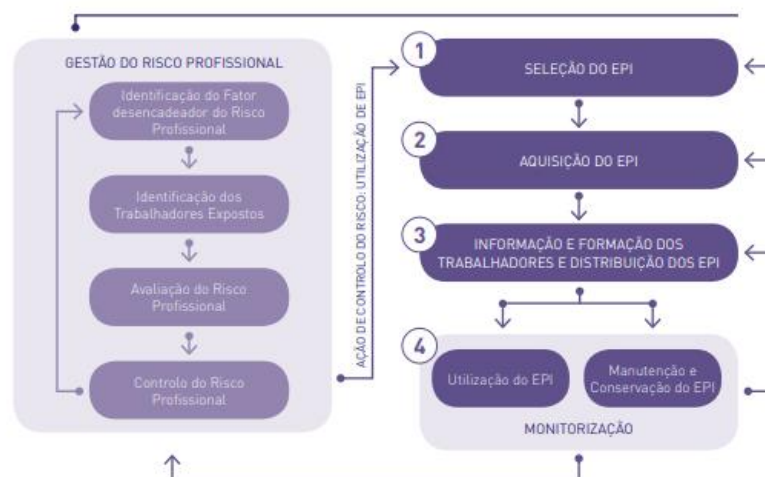 GESTÃO DO RISCO PROFISSIONAL
Identificação do Fator
desencadeador do Risco
Profissional
Identificação dos
Trabalhadores Expostos
Avaliação do Risco
Profissional
Controlo do Risco
Profissional
AÇÃO DE CONTROLO DO RISCO: UTILIZAÇÃO DE EPI
1
SELEÇÃO DO EPI
2
AQUISIÇÃO DO EPI
3
INFORMAÇÃO E FORMAÇÃO DOS
TRABALHADORES E DISTRIBUIÇÃO DOS EPI
4
Utilização do EPI
Manutenção e
Conservação do EPI
MONITORIZAÇÃO